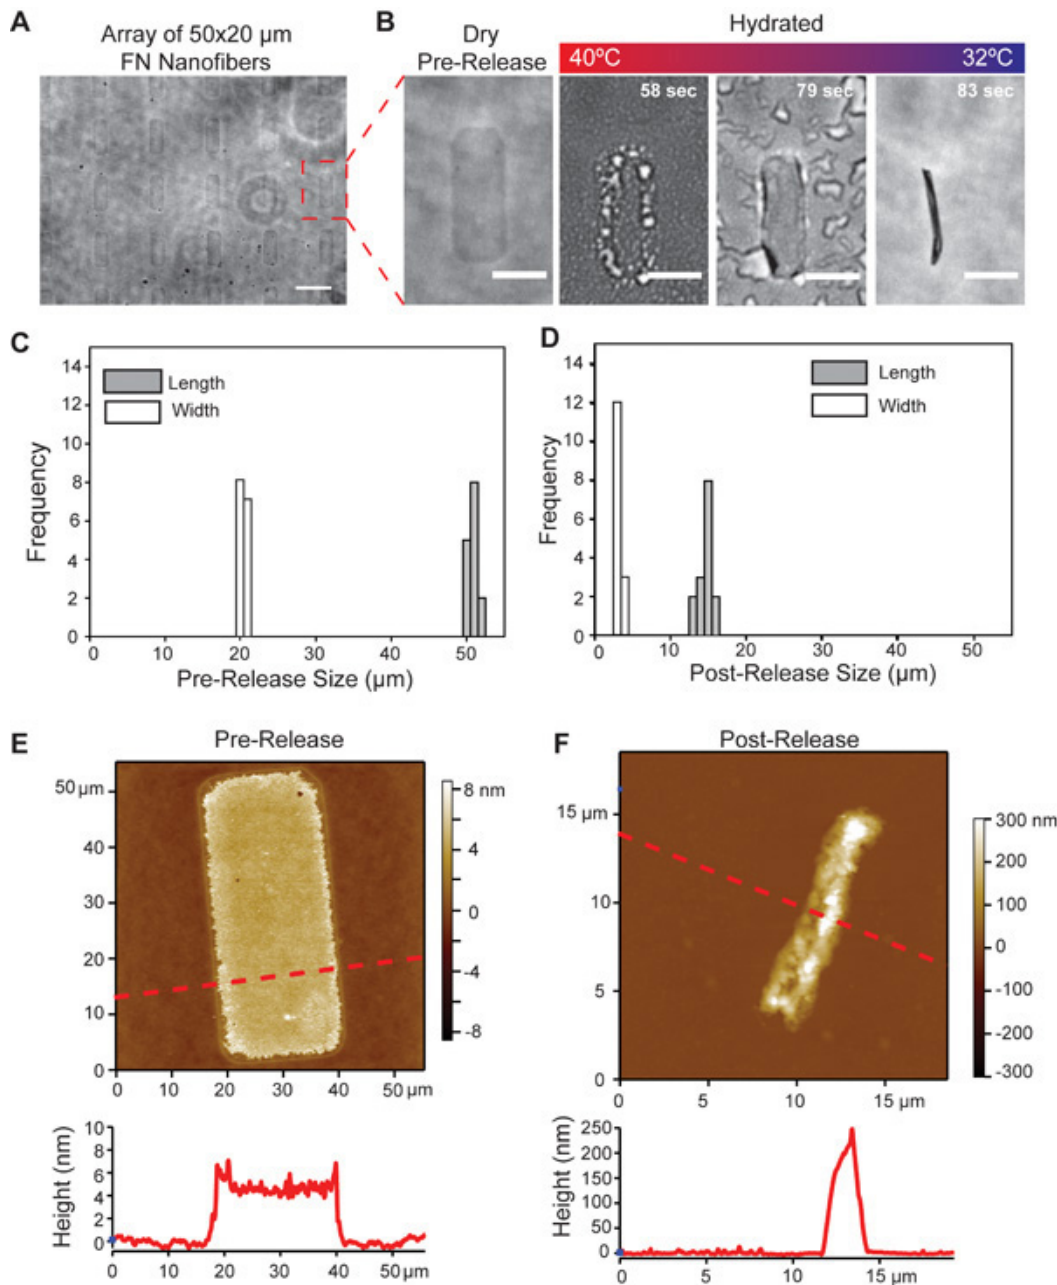 A
Array of 50x20 µm
FN Nanofibers
B
Dry
Pre-Release
Hydrated
40ºC
32ºC
58 sec
79 sec
83 sec
C
14
12
10
8
6
4
2
0
Frequency
Length
Width
0 10 20 30 40 50
Pre-Release Size (µm)
D
14
12
10
8
6
4
2
0
Frequency
Length
Width
0 10 20 30 40 50
Post-Release Size (µm)
E
Pre-Release
50 µm
40
30
20
10
0
0 10 20 30 40 50 µm
8 nm
4
0
-4
-8
Height (nm)
10
8
6
4
2
0
0 10 20 30 40 50 µm
F
Post-Release
15 µm
10
5
0
0 5 10 15 µm
300 nm
200
100
0
-100
-200
-300
Height (nm)
250
200
150
100
50
0
0 5 10 15 µm